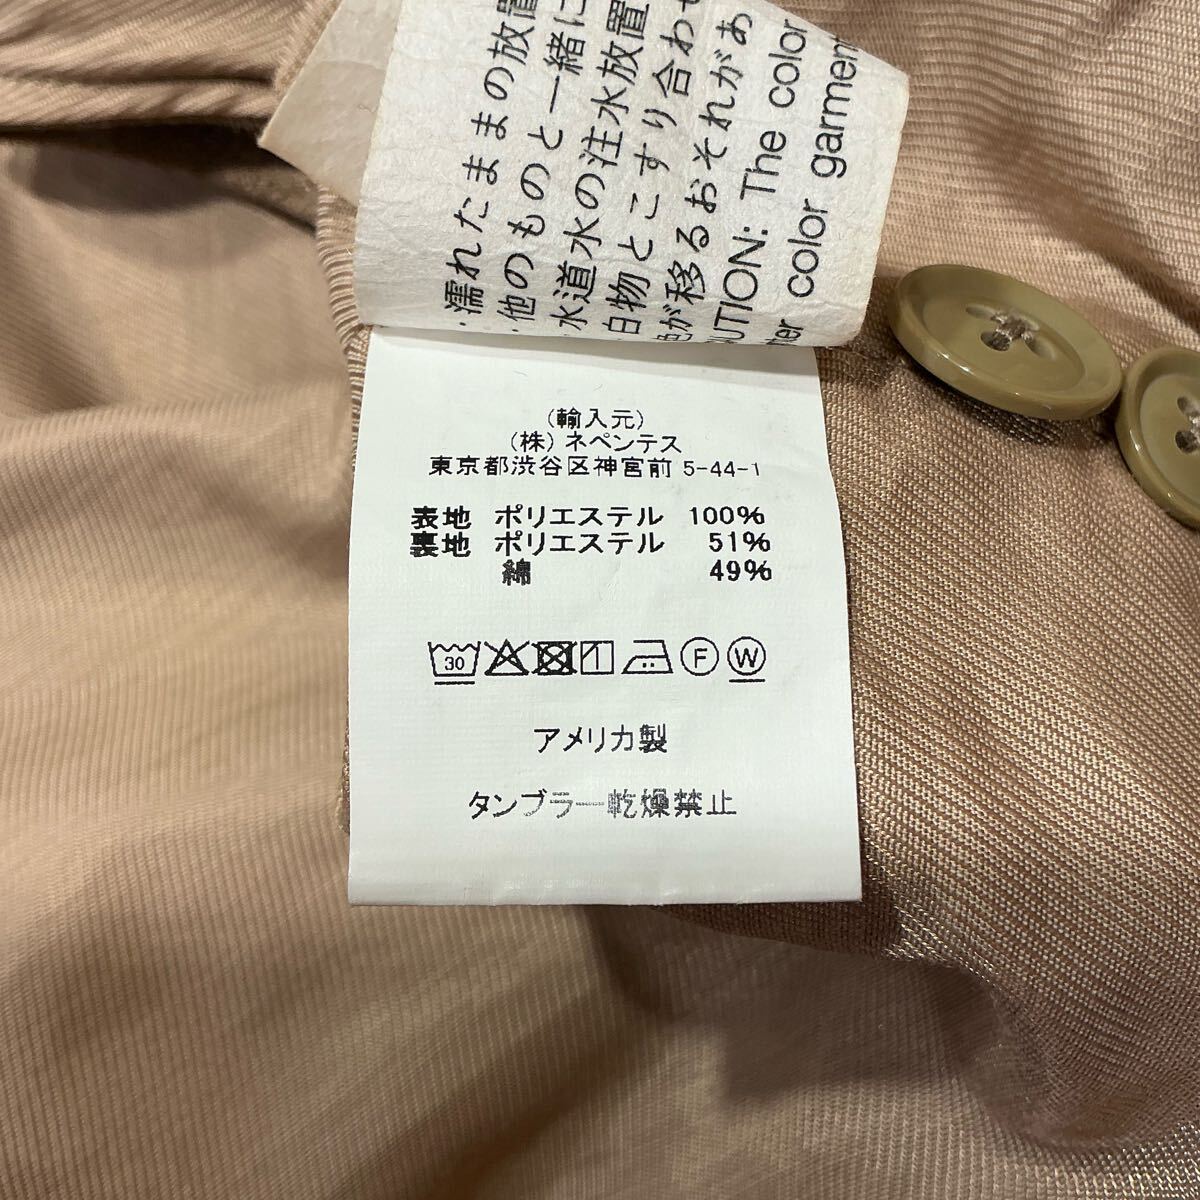 ・濡れたままの放置
・他のものと一緒に
水道水の注水放置
白物とこすり合わせ
色が移るおそれがあ
UTION: The color
color garment
(輸入元)
(株) ネペンテス
東京都渋谷区神宮前 5-44-1
表地 ポリエステル 100%
裏地 ポリエステル 51%
綿 49%
30 F W
アメリカ製
タンブラー乾燥禁止